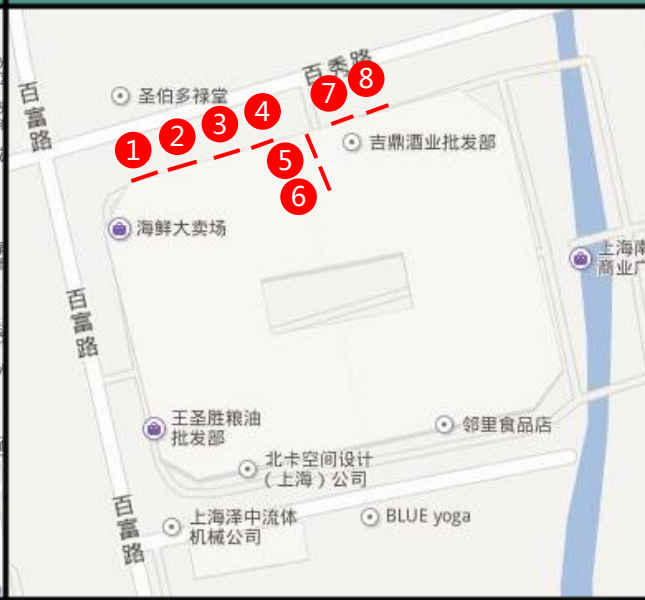 百秀路
百富路
圣伯多禄堂
1
2
3
4
7
8
5
6
吉鼎酒业批发部
海鲜大卖场
上海南
商业广
百富路
王圣胜粮油
批发部
邻里食品店
北卡空间设计
（上海）公司
百富路
上海泽中流体
机械公司
BLUE yoga